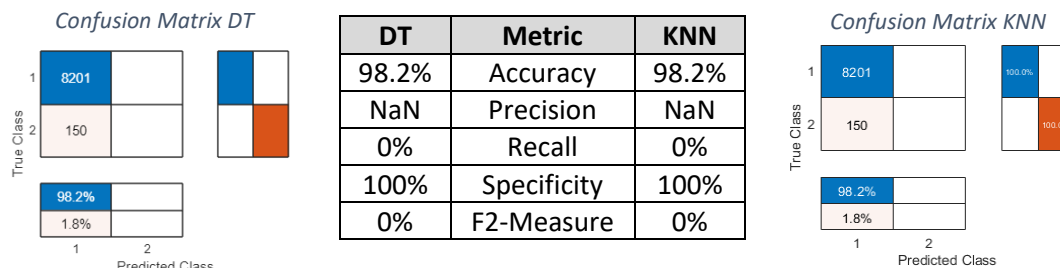 Confusion Matrix DT
1
8201
2
150
True Class
98.2%
1.8%
1 2
Predicted Class
DT Metric KNN
98.2% Accuracy 98.2%
NaN Precision NaN
0% Recall 0%
100% Specificity 100%
0% F2-Measure 0%
Confusion Matrix KNN
1
8201
100.0%
2
150
True Class
98.2%
1.8%
1 2
Predicted Class